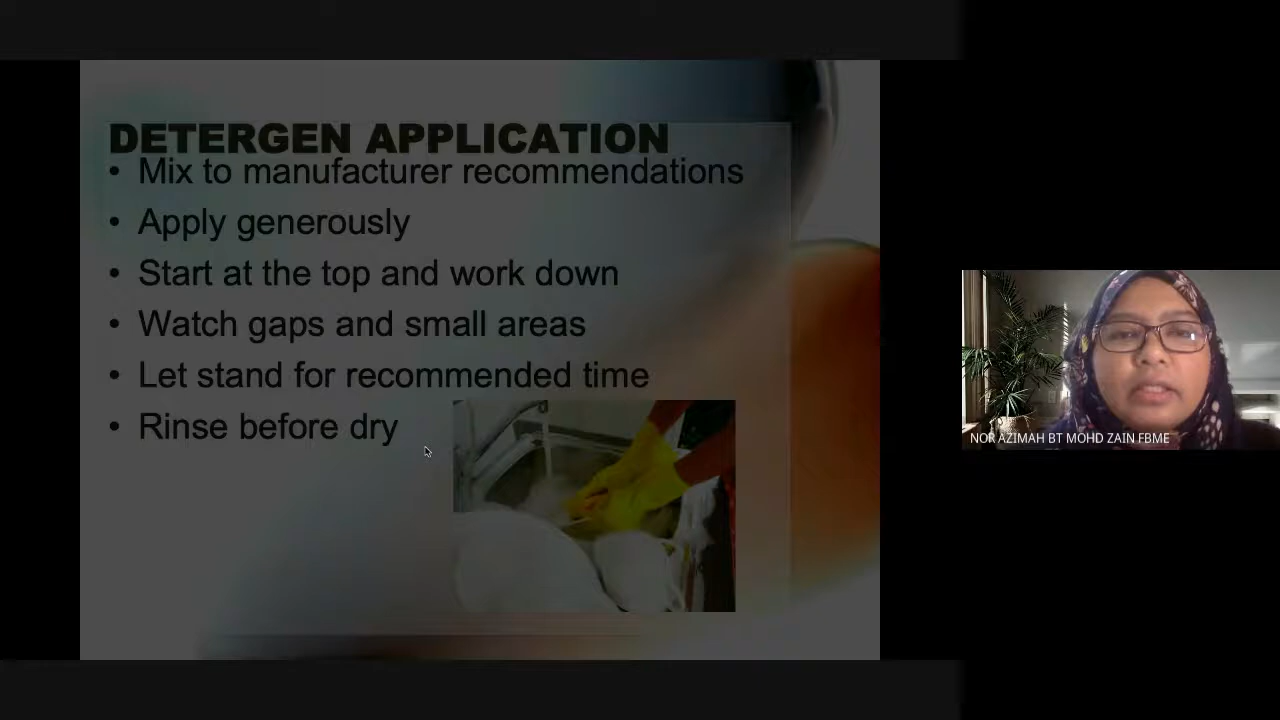 DETERGEN APPLICATION
• Mix to manufacturer recommendations
• Apply generously
• Start at the top and work down
• Watch gaps and small areas
• Let stand for recommended time
• Rinse before dry
NOR AZIMAH BT MOHD ZAIN FBME